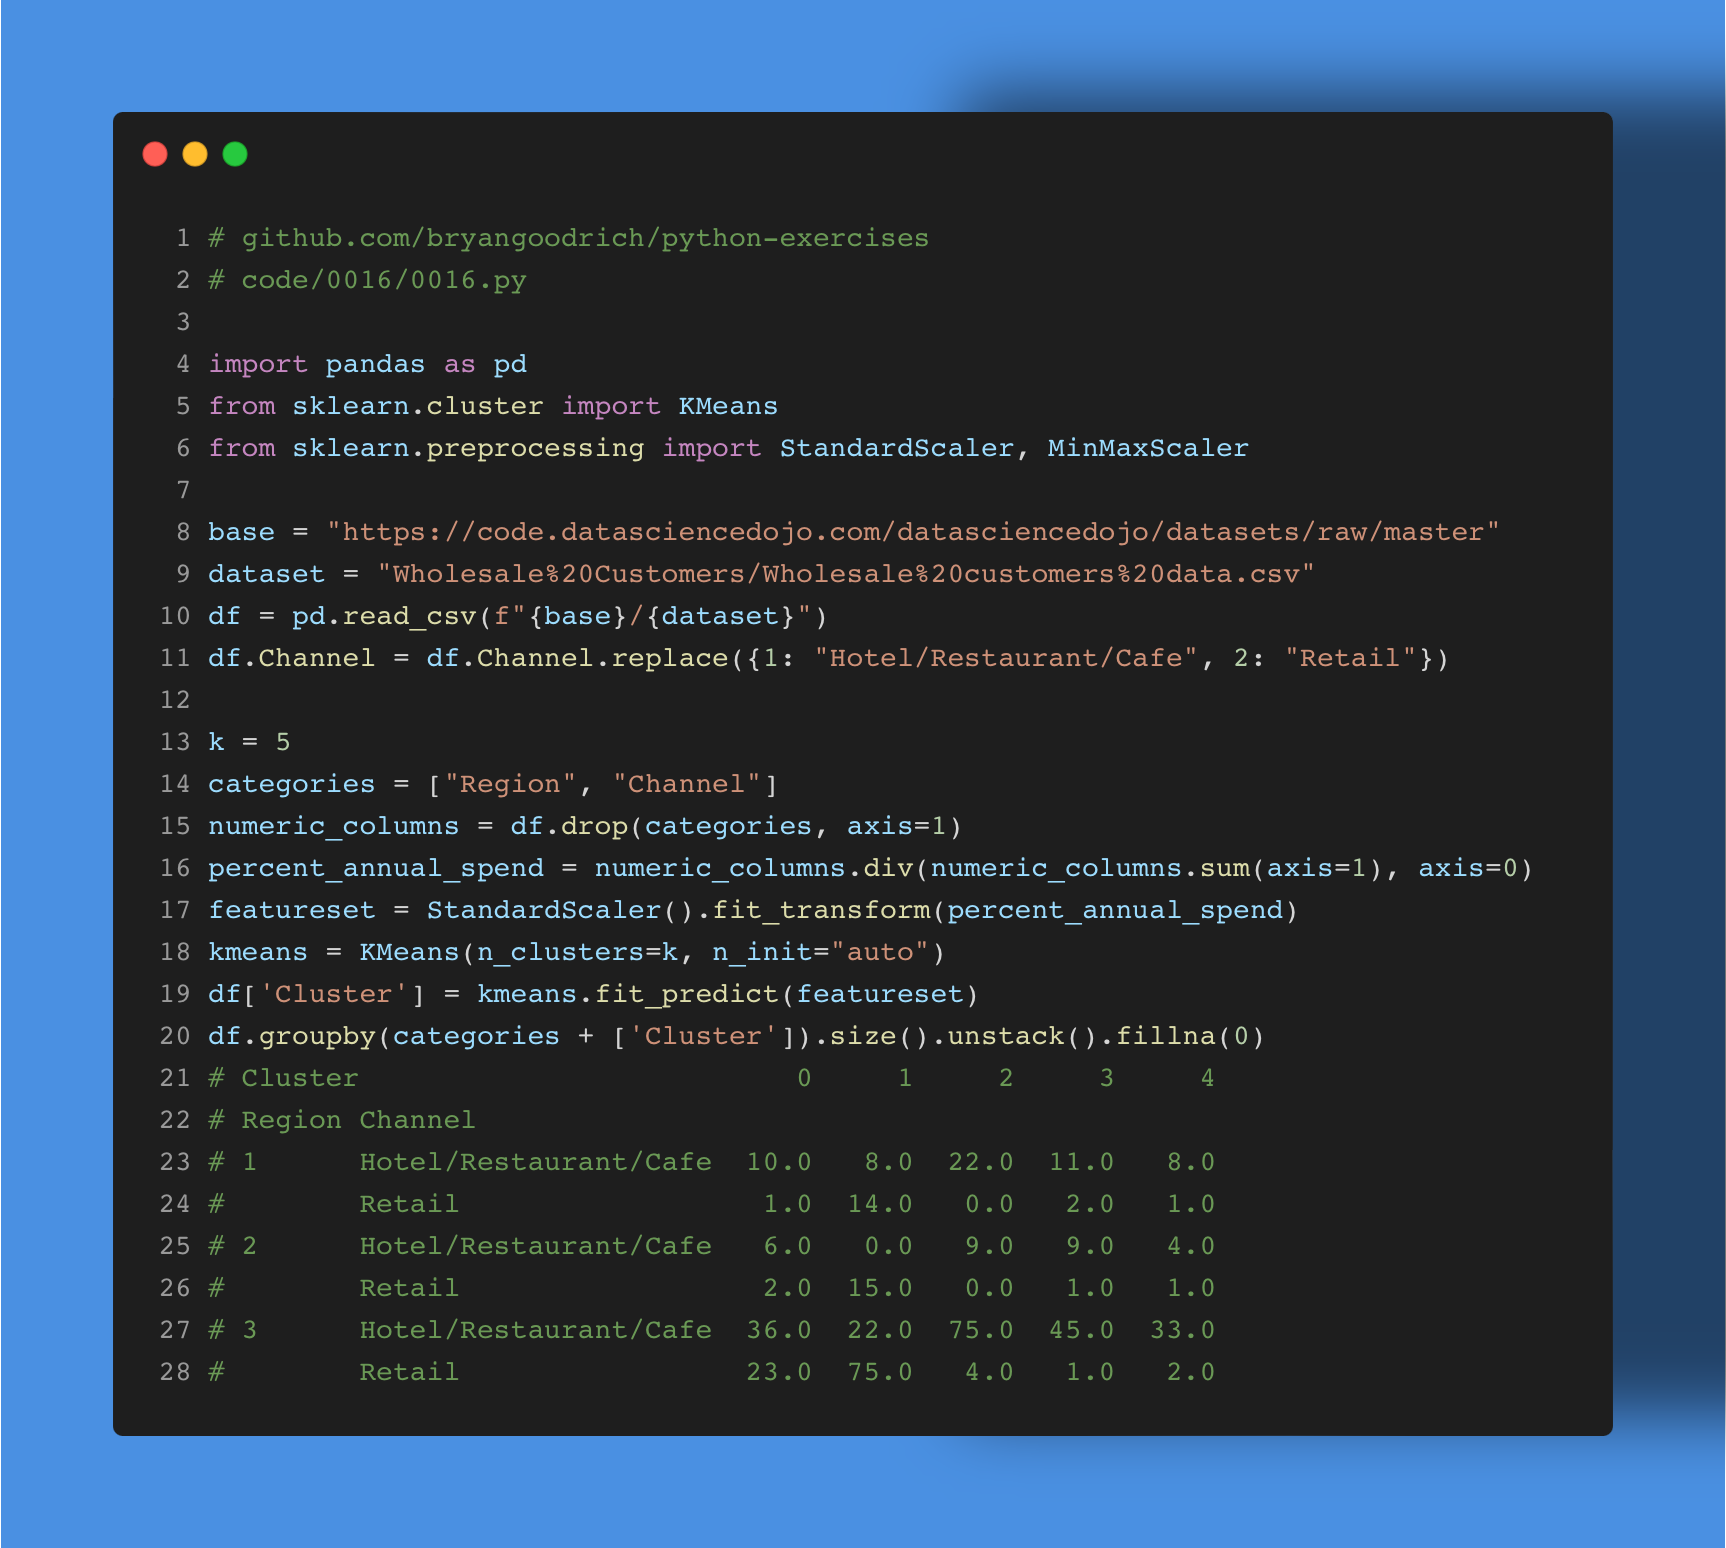 1 # github.com/bryangoodrich/python-exercises
2 # code/0016/0016.py
3
4 import pandas as pd
5 from sklearn.cluster import KMeans
6 from sklearn.preprocessing import StandardScaler, MinMaxScaler
7
8 base = "https://code.datasciencedojo.com/datasciencedojo/datasets/raw/master"
9 dataset = "Wholesale%20Customers/Wholesale%20customers%20data.csv"
10 df = pd.read_csv(f"{base}/{dataset}")
11 df.Channel = df.Channel.replace({1: "Hotel/Restaurant/Cafe", 2: "Retail"})
12
13 k = 5
14 categories = ["Region", "Channel"]
15 numeric_columns = df.drop(categories, axis=1)
16 percent_annual_spend = numeric_columns.div(numeric_columns.sum(axis=1), axis=0)
17 featureset = StandardScaler().fit_transform(percent_annual_spend)
18 kmeans = KMeans(n_clusters=k, n_init="auto")
19 df['Cluster'] = kmeans.fit_predict(featureset)
20 df.groupby(categories + ['Cluster']).size().unstack().fillna(0)
21 # Cluster                          0     1     2     3     4
22 # Region Channel
23 # 1      Hotel/Restaurant/Cafe  10.0   8.0  22.0  11.0   8.0
24 #        Retail                  1.0  14.0   0.0   2.0   1.0
25 # 2      Hotel/Restaurant/Cafe   6.0   0.0   9.0   9.0   4.0
26 #        Retail                  2.0  15.0   0.0   1.0   1.0
27 # 3      Hotel/Restaurant/Cafe  36.0  22.0  75.0  45.0  33.0
28 #        Retail                 23.0  75.0   4.0   1.0   2.0